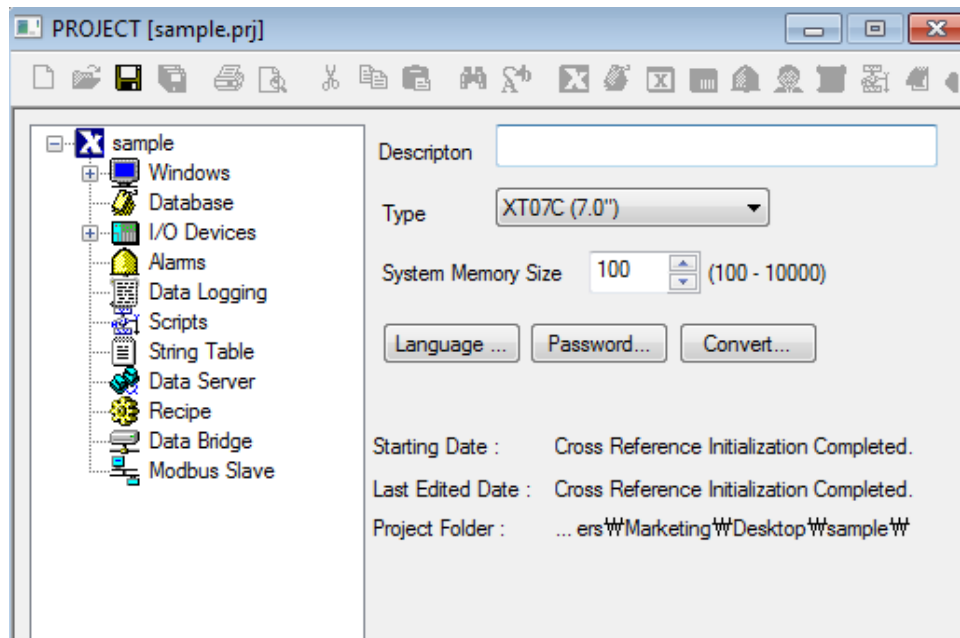 PROJECT [sample.prj]
sample
Windows
Database
I/O Devices
Alarms
Data Logging
Scripts
String Table
Data Server
Recipe
Data Bridge
Modbus Slave
Descripton
Type XT07C (7.0")
System Memory Size 100 (100 - 10000)
Language ... Password... Convert...
Starting Date : Cross Reference Initialization Completed.
Last Edited Date : Cross Reference Initialization Completed.
Project Folder : ... ers₩Marketing₩Desktop₩sample₩